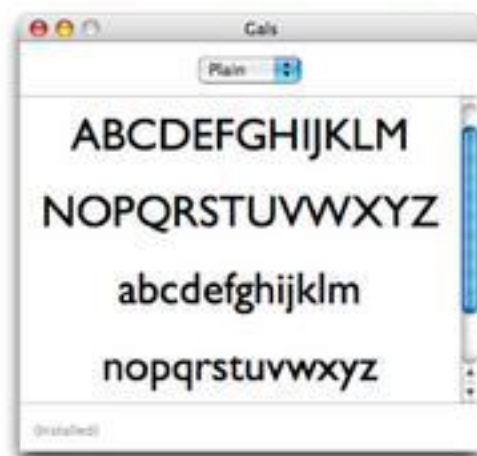 Gals
Plain
ABCDEFGHIJKLM
NOPQRSTUVWXYZ
abcdefghijklm
nopqrstuvwxyz
(Installed)